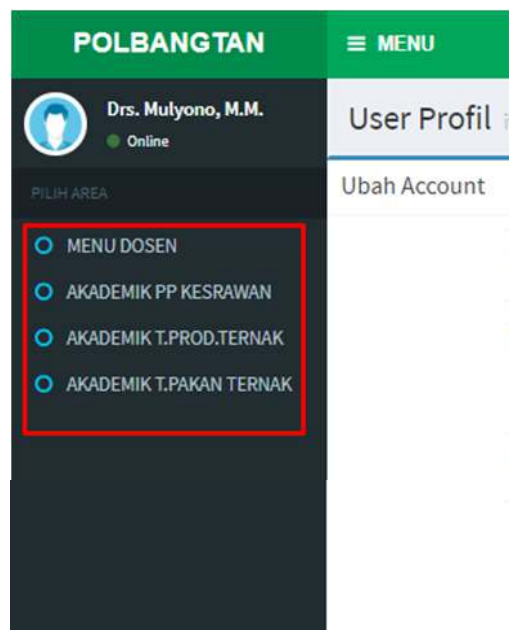 POLBANGTAN
≡ MENU
Drs. Mulyono, M.M.
Online
User Profil
PILIH AREA
Ubah Account
MENU DOSEN
AKADEMIK PP KESRAWAN
AKADEMIK T.PROD.TERNAK
AKADEMIK T.PAKAN TERNAK